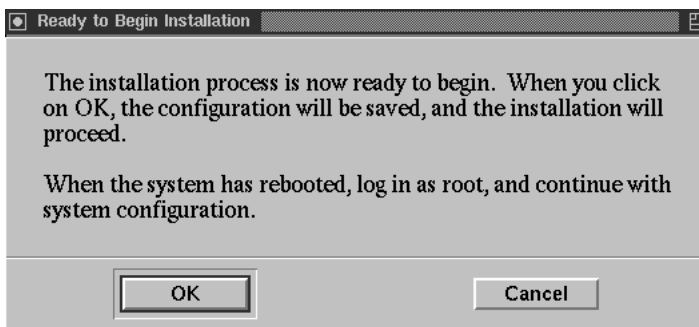 Ready to Begin Installation
The installation process is now ready to begin. When you click
on OK, the configuration will be saved, and the installation will
proceed.
When the system has rebooted, log in as root, and continue with
system configuration.
OK
Cancel